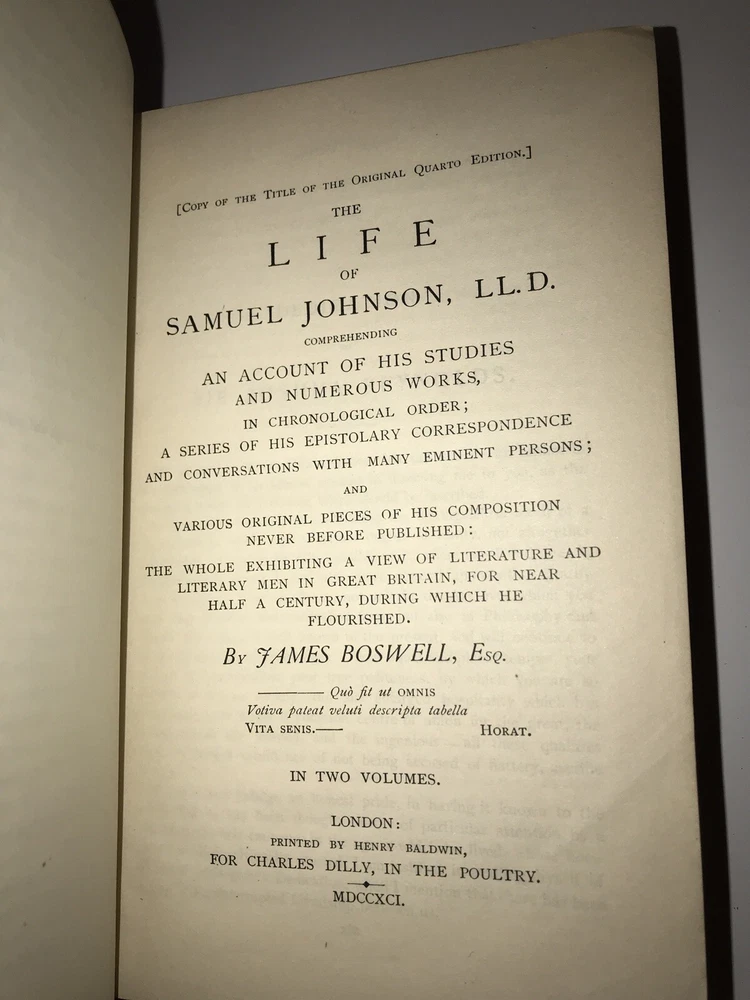 [Copy of the Title of the Original Quarto Edition.]
THE
LIFE
OF
SAMUEL JOHNSON, LL.D.
COMPREHENDING
AN ACCOUNT OF HIS STUDIES
AND NUMEROUS WORKS,
IN CHRONOLOGICAL ORDER;
A SERIES OF HIS EPISTOLARY CORRESPONDENCE
AND CONVERSATIONS WITH MANY EMINENT PERSONS;
AND
VARIOUS ORIGINAL PIECES OF HIS COMPOSITION
NEVER BEFORE PUBLISHED:
THE WHOLE EXHIBITING A VIEW OF LITERATURE AND
LITERARY MEN IN GREAT BRITAIN, FOR NEAR
HALF A CENTURY, DURING WHICH HE
FLOURISHED.
By JAMES BOSWELL, Esq.
——— Quò fit ut OMNIS
Votiva pateat veluti descripta tabella
VITA SENIS.—— HORAT.
IN TWO VOLUMES.
LONDON:
PRINTED BY HENRY BALDWIN,
FOR CHARLES DILLY, IN THE POULTRY.
MDCCXCI.